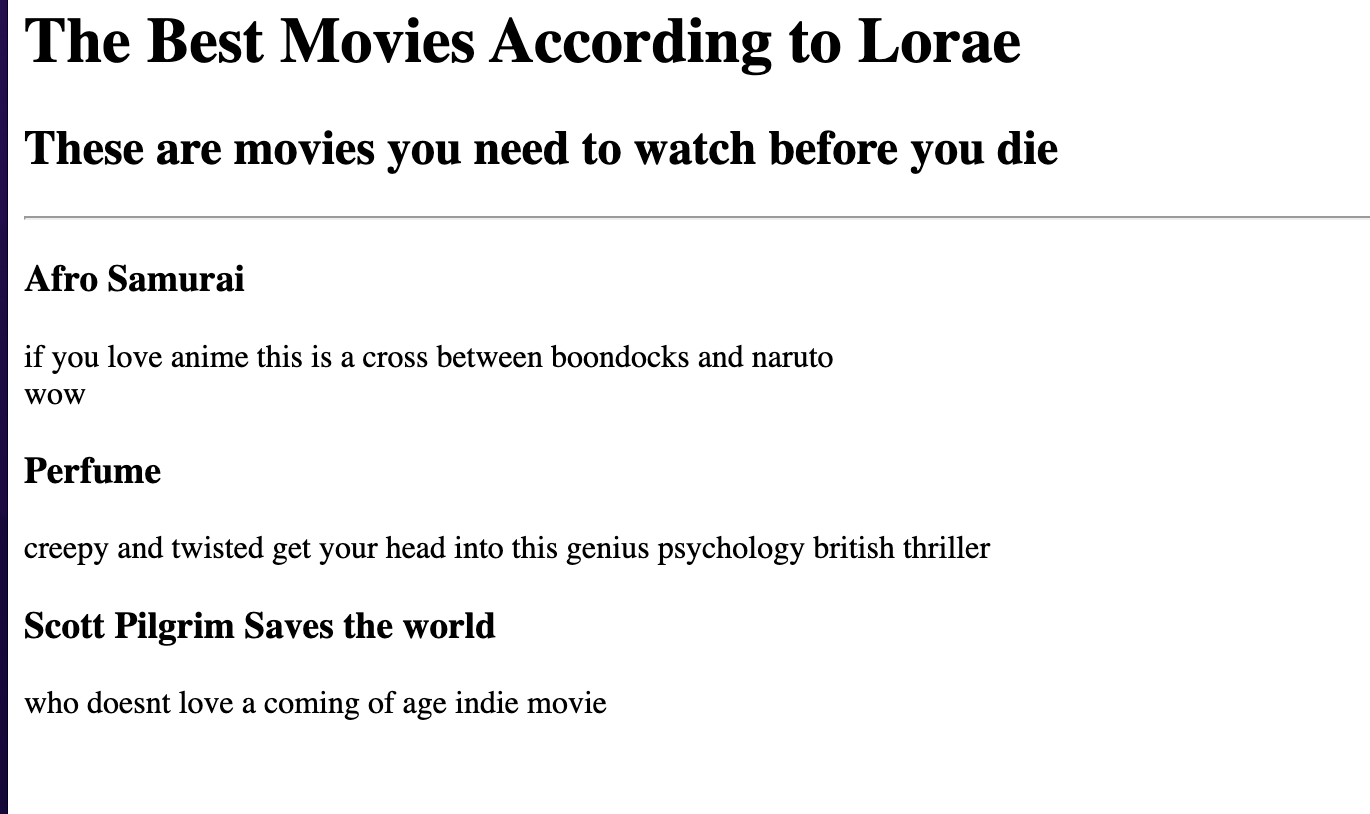 The Best Movies According to Lorae
These are movies you need to watch before you die
Afro Samurai
if you love anime this is a cross between boondocks and naruto
wow
Perfume
creepy and twisted get your head into this genius psychology british thriller
Scott Pilgrim Saves the world
who doesnt love a coming of age indie movie